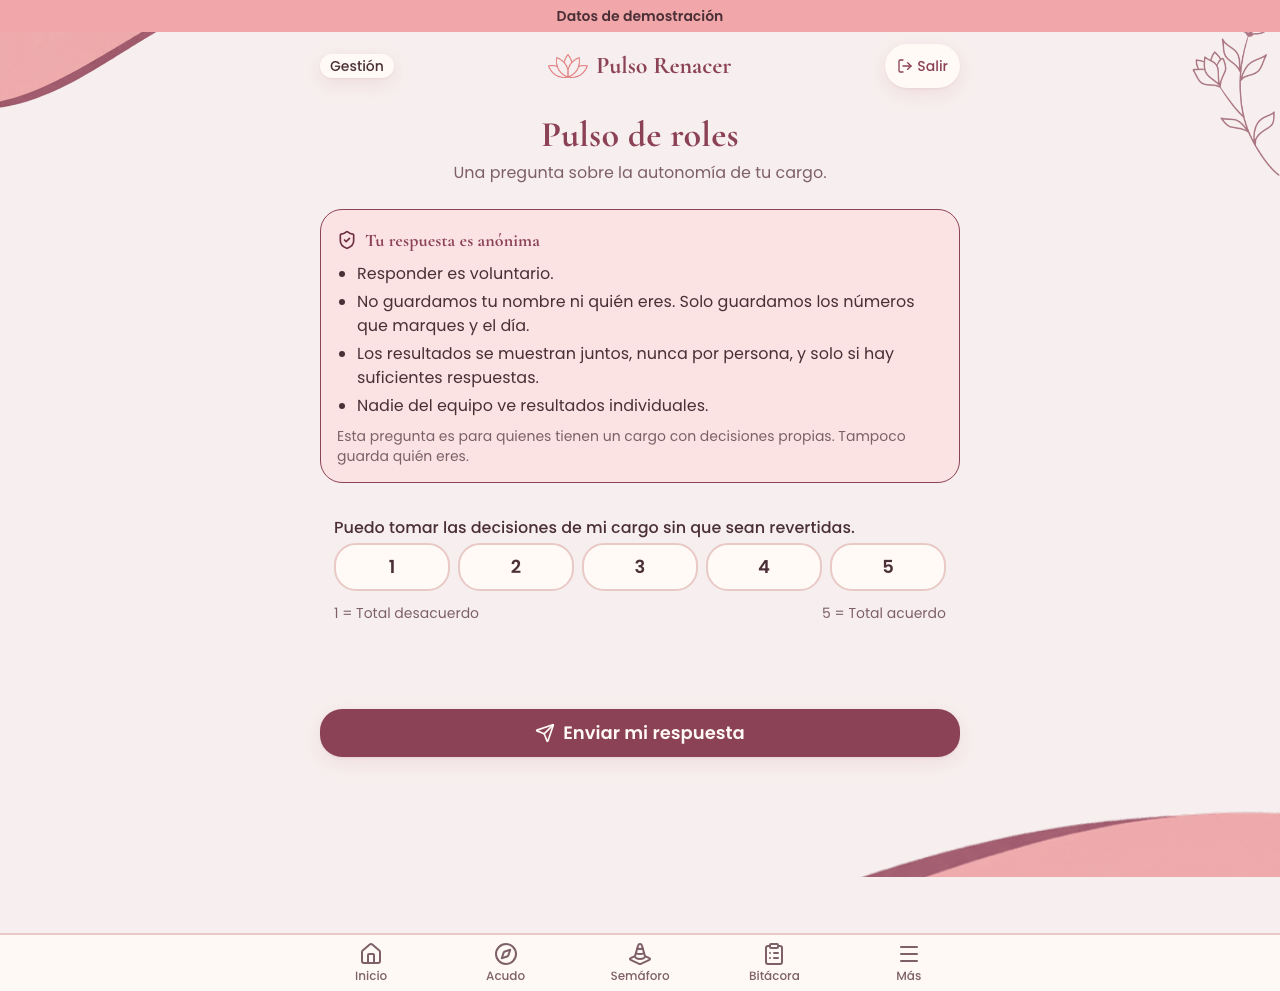 Datos de demostración
Gestión
Pulso Renacer
Salir
Pulso de roles
Una pregunta sobre la autonomía de tu cargo.
Tu respuesta es anónima
• Responder es voluntario.
• No guardamos tu nombre ni quién eres. Solo guardamos los números
que marques y el día.
• Los resultados se muestran juntos, nunca por persona, y solo si hay
suficientes respuestas.
• Nadie del equipo ve resultados individuales.
Esta pregunta es para quienes tienen un cargo con decisiones propias. Tampoco
guarda quién eres.
Puedo tomar las decisiones de mi cargo sin que sean revertidas.
1 2 3 4 5
1 = Total desacuerdo 5 = Total acuerdo
Enviar mi respuesta
Inicio Acudo Semáforo Bitácora Más